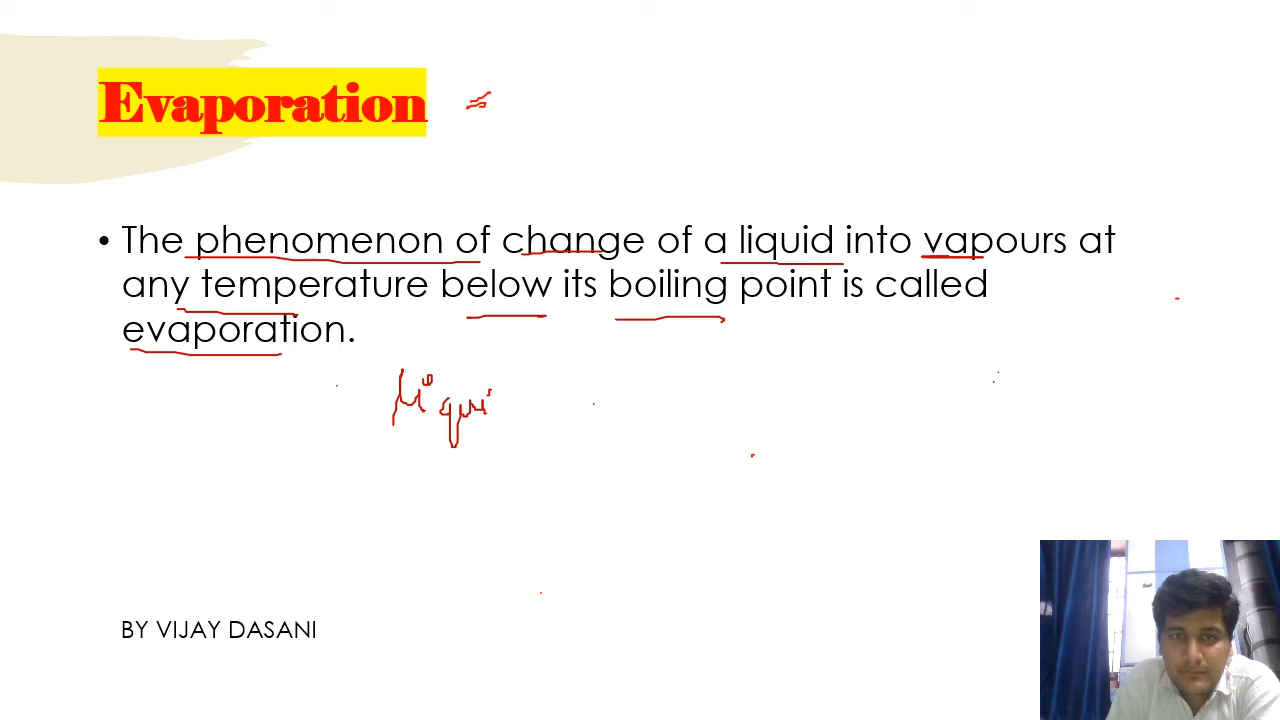 Evaporation
• The phenomenon of change of a liquid into vapours at
any temperature below its boiling point is called
evaporation.
BY VIJAY DASANI